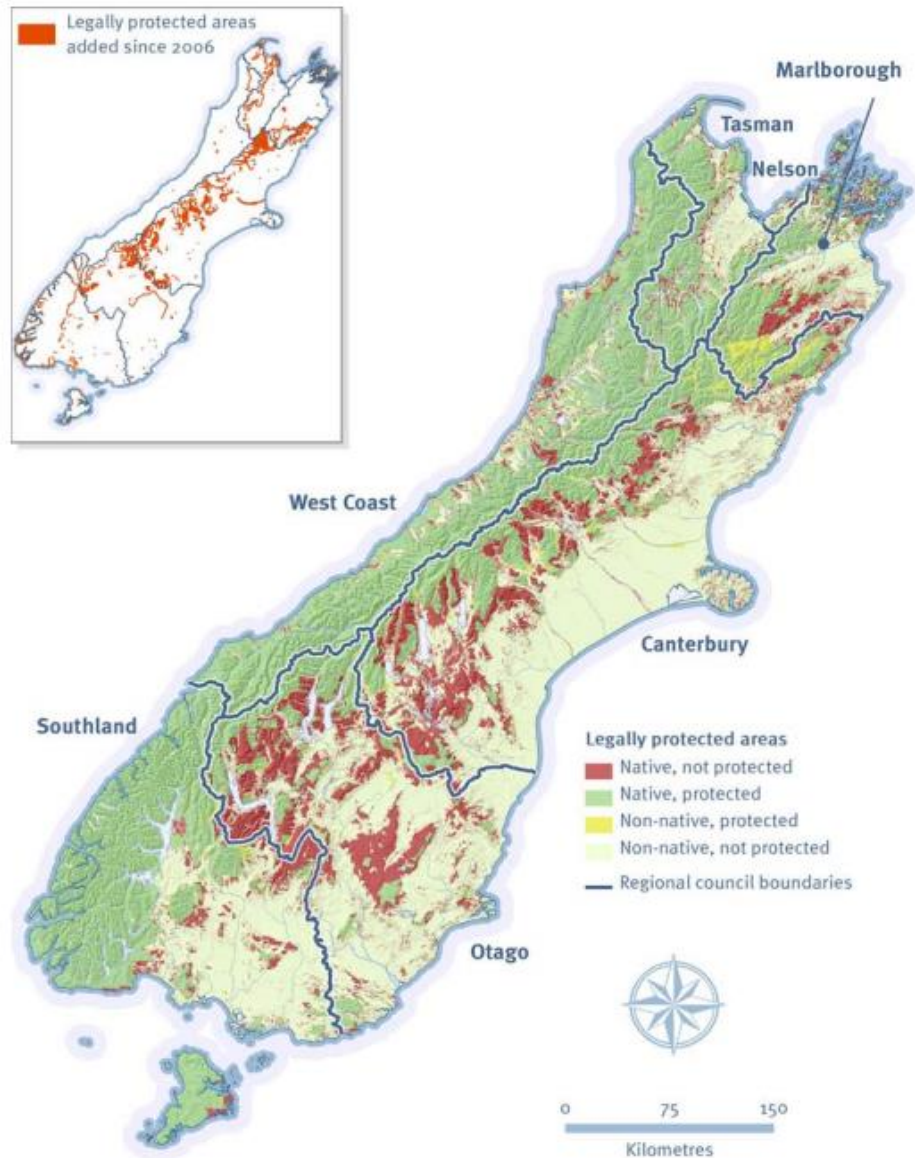 Legally protected areas
added since 2006
Marlborough
Tasman
Nelson
West Coast
Canterbury
Southland
Legally protected areas
Native, not protected
Native, protected
Non-native, protected
Non-native, not protected
Regional council boundaries
Otago
0 75 150
Kilometres